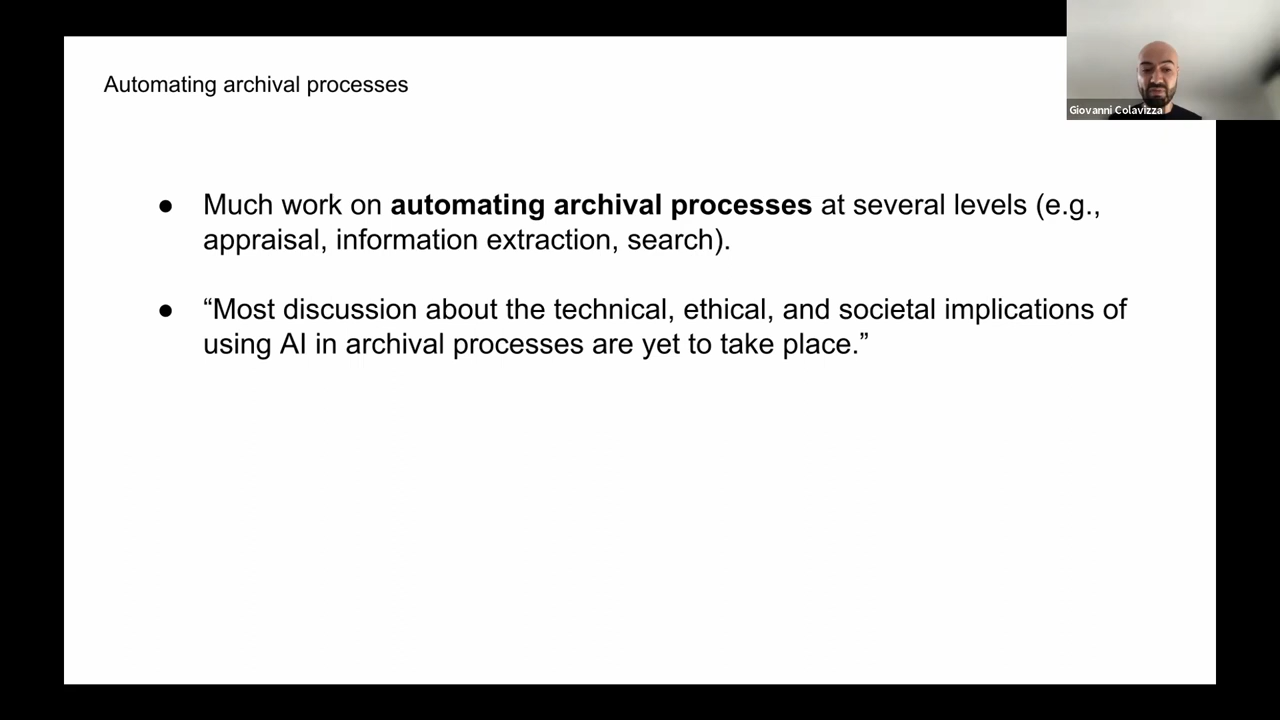 Automating archival processes
Giovanni Colavizza
● Much work on automating archival processes at several levels (e.g.,
appraisal, information extraction, search).
● “Most discussion about the technical, ethical, and societal implications of
using AI in archival processes are yet to take place.”